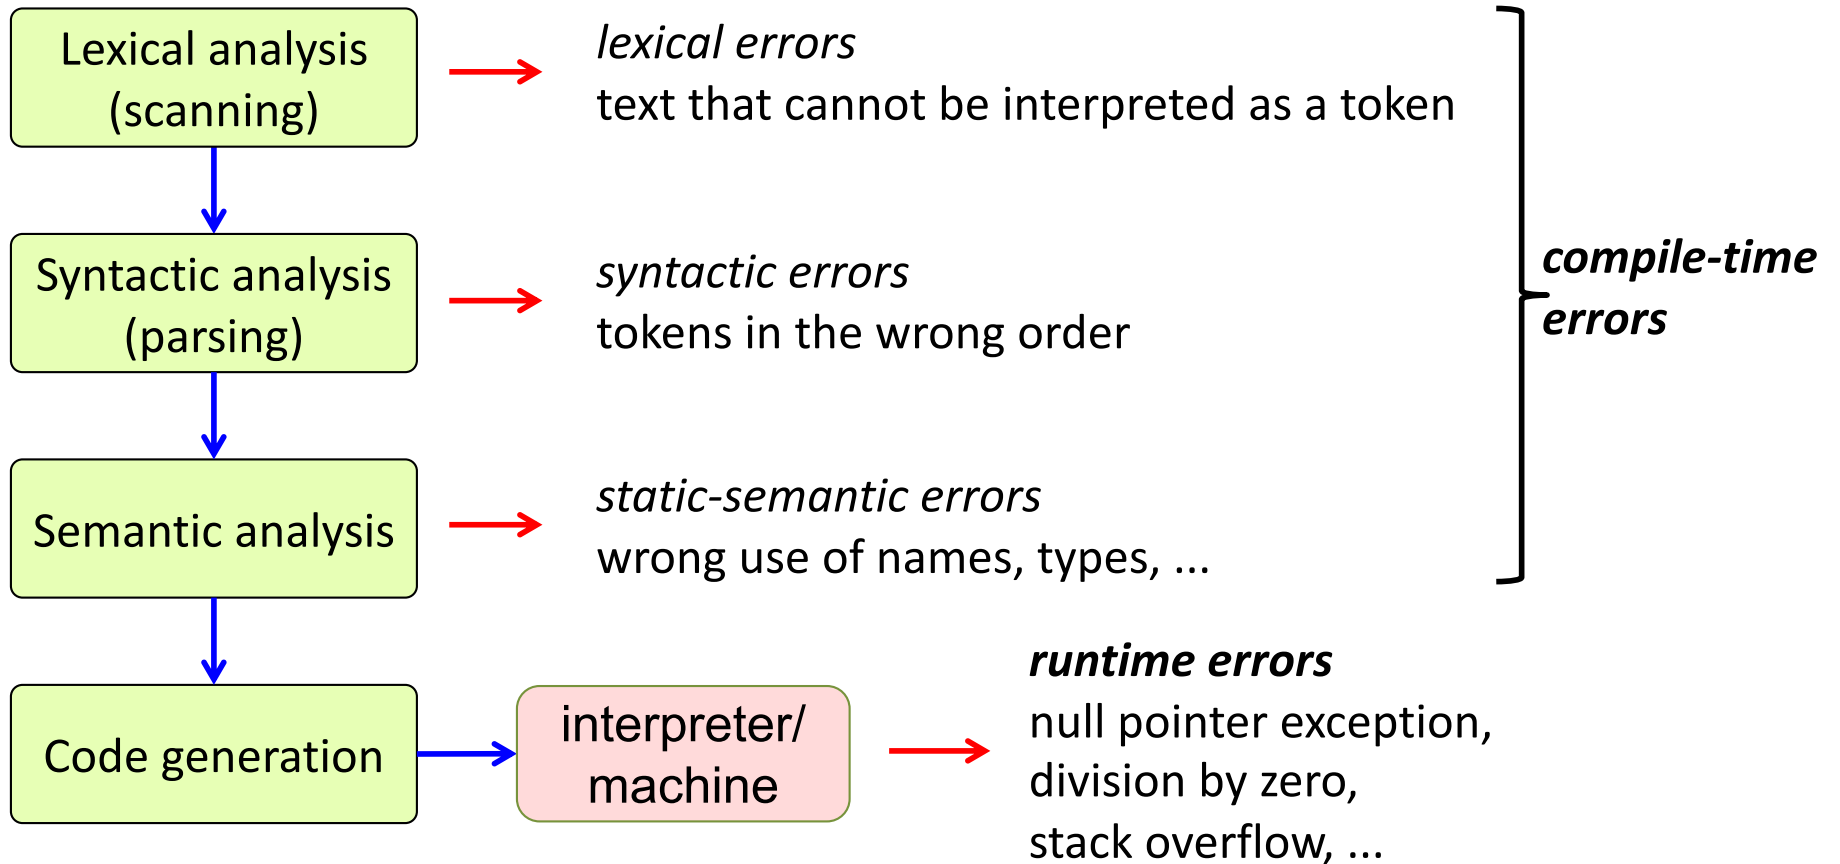 Lexical analysis
(scanning)
lexical errors
text that cannot be interpreted as a token
Syntactic analysis
(parsing)
syntactic errors
tokens in the wrong order
compile-time
errors
Semantic analysis
static-semantic errors
wrong use of names, types, ...
Code generation
interpreter/
machine
runtime errors
null pointer exception,
division by zero,
stack overflow, ...